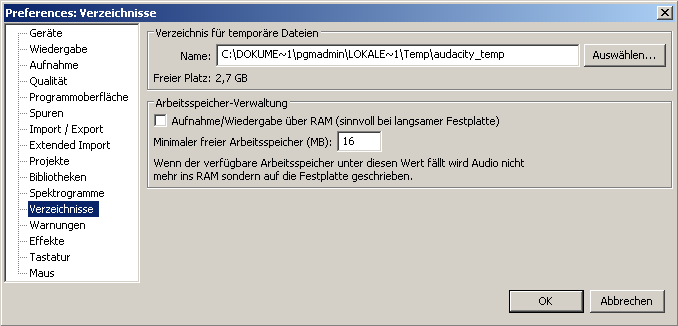 Preferences: Verzeichnisse
Geräte
Wiedergabe
Aufnahme
Qualität
Programmoberfläche
Spuren
Import / Export
Extended Import
Projekte
Bibliotheken
Spektrogramme
Verzeichnisse
Warnungen
Effekte
Tastatur
Maus
Verzeichnis für temporäre Dateien
Name: C:\DOKUME~1\pgmadmin\LOKALE~1\Temp\audacity_temp Auswählen...
Freier Platz: 2,7 GB
Arbeitsspeicher-Verwaltung
Aufnahme/Wiedergabe über RAM (sinnvoll bei langsamer Festplatte)
Minimaler freier Arbeitsspeicher (MB): 16
Wenn der verfügbare Arbeitsspeicher unter diesen Wert fällt wird Audio nicht
mehr ins RAM sondern auf die Festplatte geschrieben.
OK Abbrechen